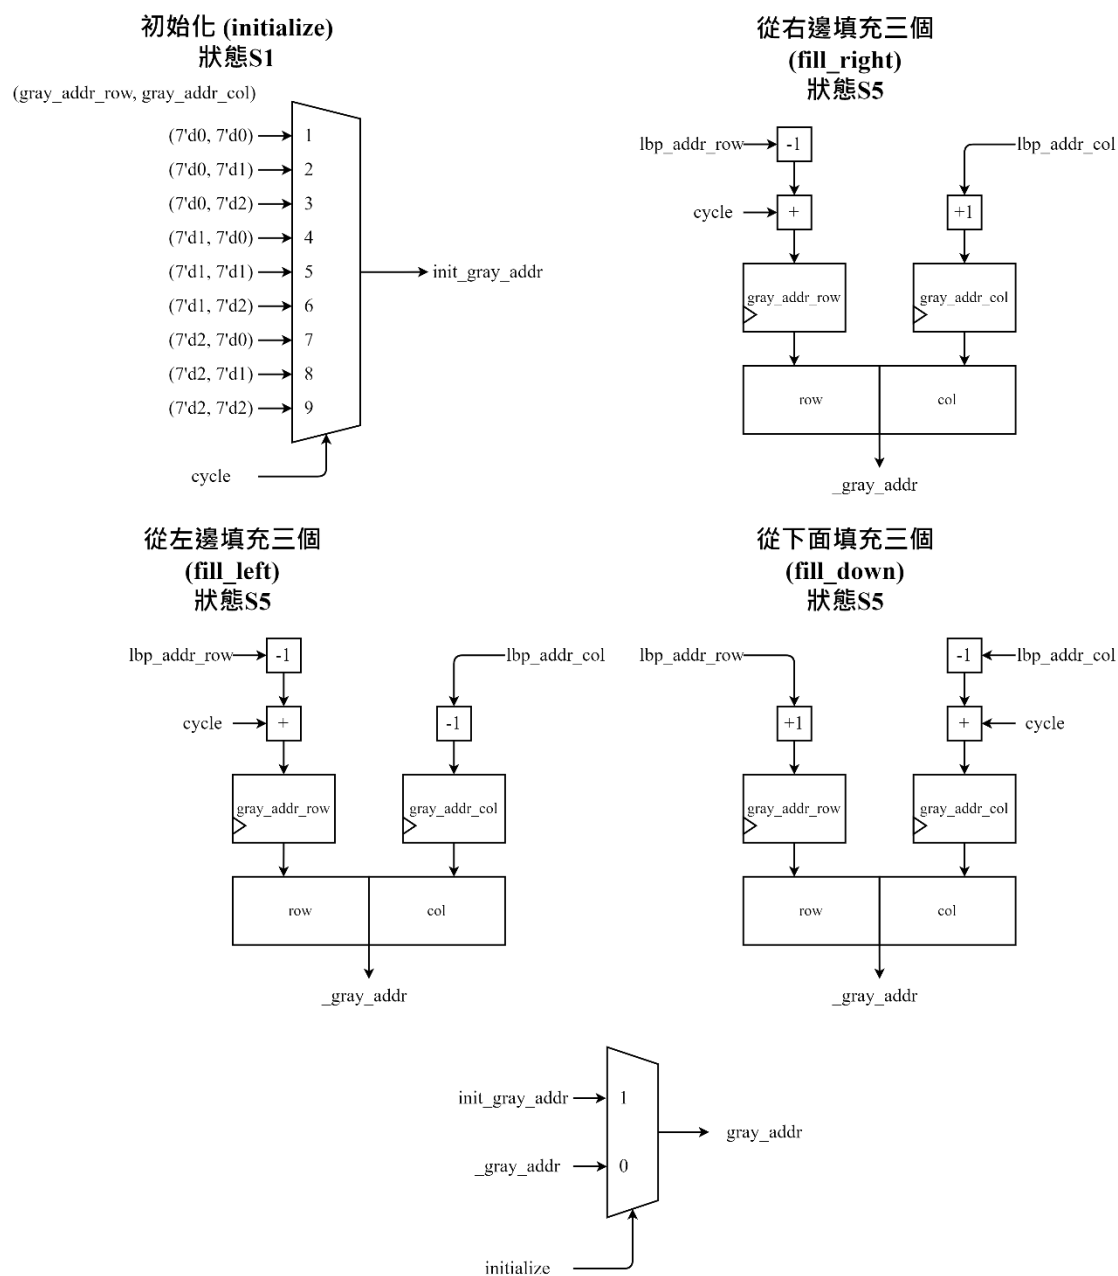 初始化 (initialize)
狀態S1
(gray_addr_row, gray_addr_col)
(7'd0, 7'd0) 1
(7'd0, 7'd1) 2
(7'd0, 7'd2) 3
(7'd1, 7'd0) 4
(7'd1, 7'd1) 5
(7'd1, 7'd2) 6
(7'd2, 7'd0) 7
(7'd2, 7'd1) 8
(7'd2, 7'd2) 9
init_gray_addr
cycle
從右邊填充三個
(fill_right)
狀態S5
lbp_addr_row -1 lbp_addr_col
cycle + +1
gray_addr_row gray_addr_col
row col
_gray_addr
從左邊填充三個
(fill_left)
狀態S5
lbp_addr_row -1 lbp_addr_col
cycle + -1
gray_addr_row gray_addr_col
row col
_gray_addr
從下面填充三個
(fill_down)
狀態S5
lbp_addr_row -1 lbp_addr_col
+1 + cycle
gray_addr_row gray_addr_col
row col
_gray_addr
init_gray_addr 1
gray_addr
_gray_addr 0
initialize